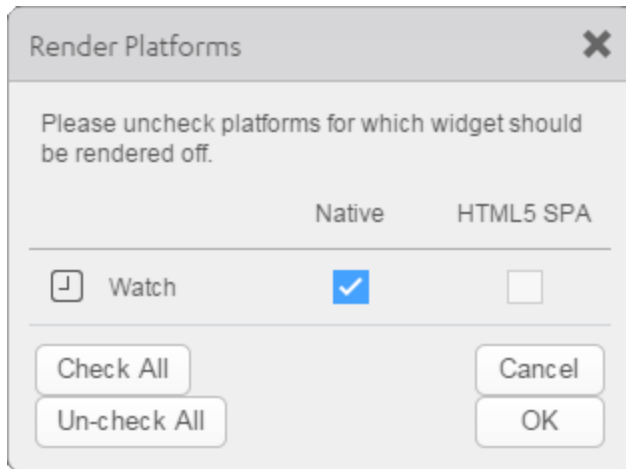 Render Platforms
Please uncheck platforms for which widget should
be rendered off.
Native HTML5 SPA
Watch
Check All Cancel
Un-check All OK